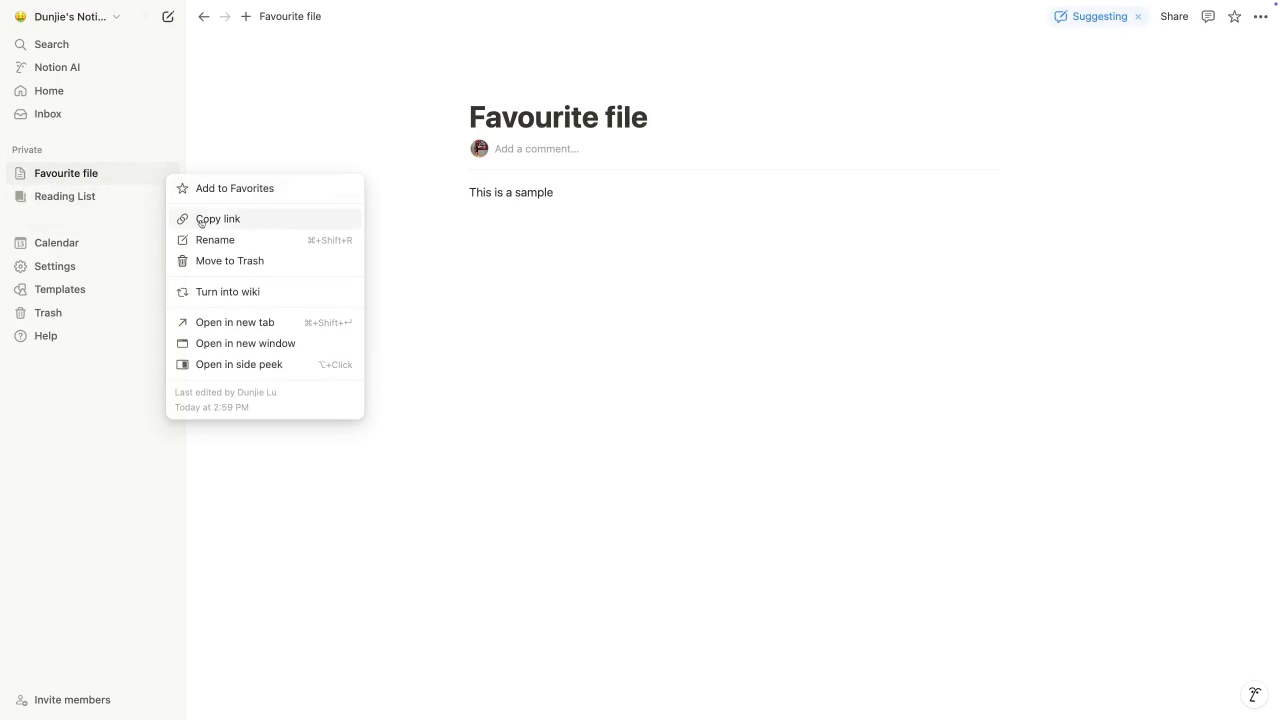 Dunjie's Noti...
Favourite file
Suggesting
Share
Search
Notion AI
Home
Inbox
Private
Favourite file
Reading List
Calendar
Settings
Templates
Trash
Help
Invite members
Add to Favorites
Copy link
Rename ⌘+Shift+R
Move to Trash
Turn into wiki
Open in new tab ⌘+Shift+↩
Open in new window
Open in side peek ⌥+Click
Last edited by Dunjie Lu
Today at 2:59 PM
Favourite file
Add a comment...
This is a sample